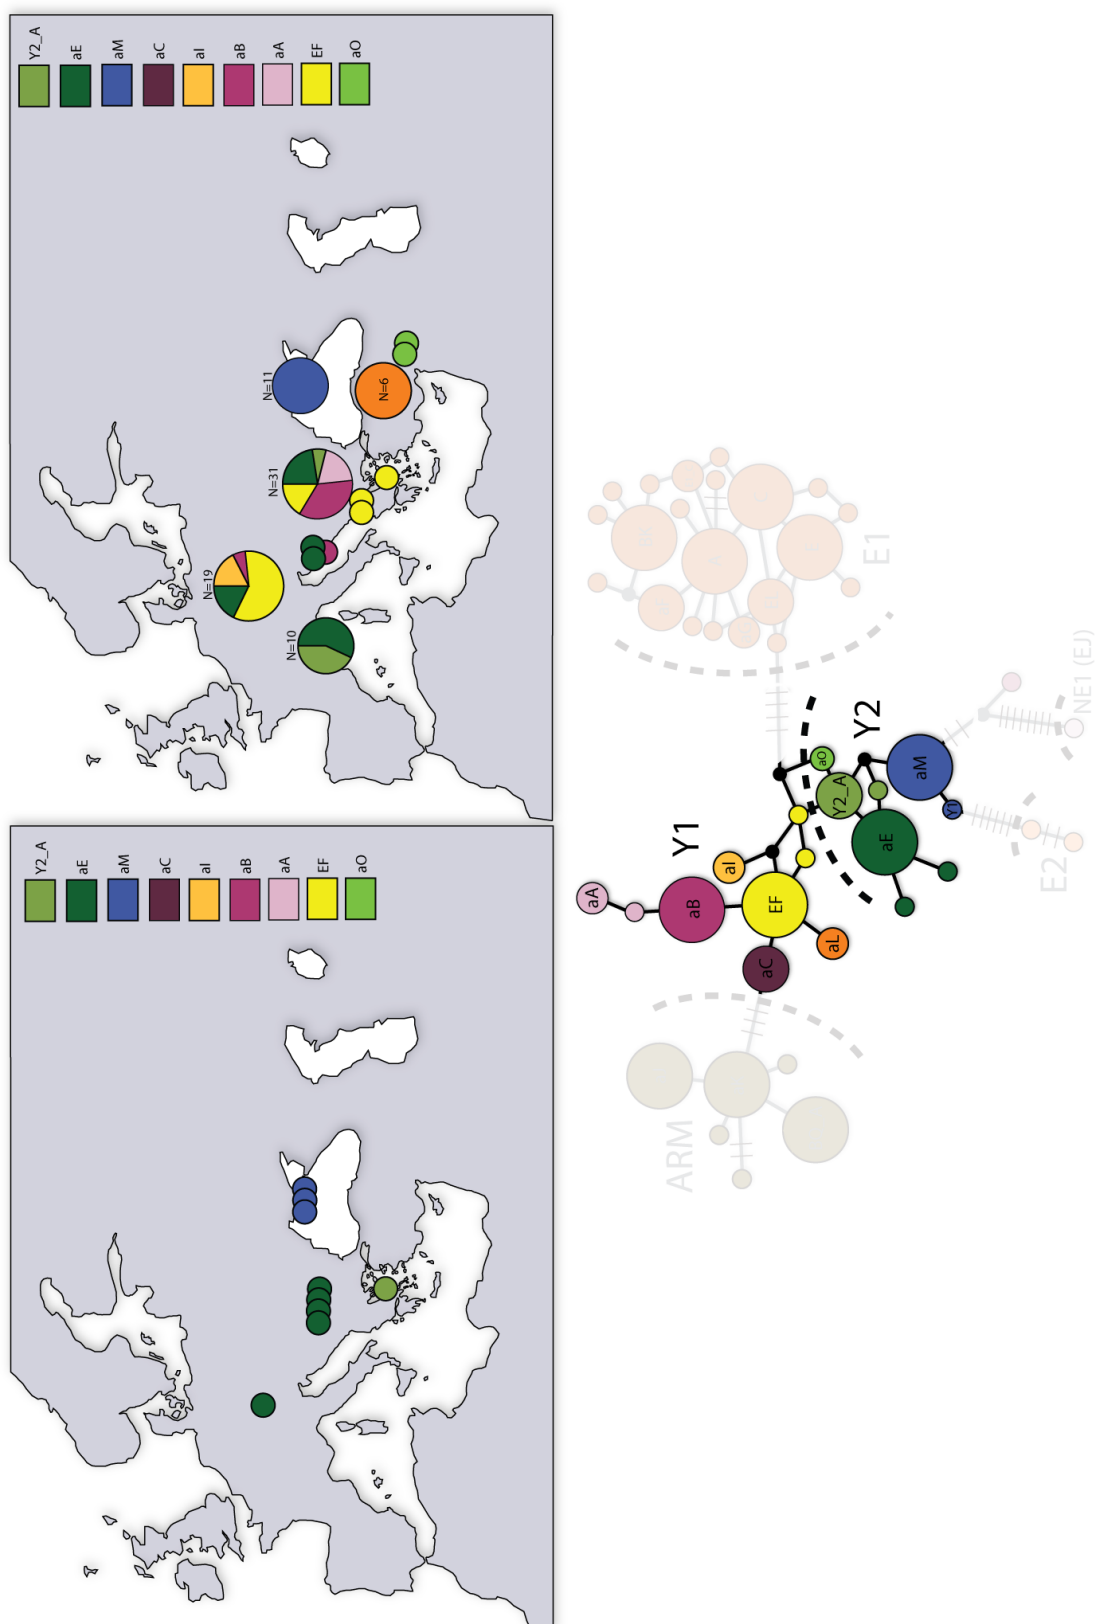 Y2_A
aE
aM
aC
aI
aB
aA
EF
aO
Y2_A
aE
aM
aC
aI
aB
aA
EF
aO
N=19
N=10
N=31
N=11
N=6
aA
aB
aI
Y1
EF
aC
aL
ARM
aO
Y2_A
Y2
aE
aM
Y1
E1
A
E2
NE1 (EJ)